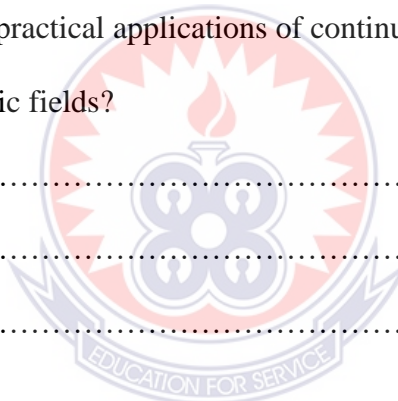 practical applications of continu
ic fields?
………………………………………
………………………………………
………………………………………
EDUCATION FOR SERVICE